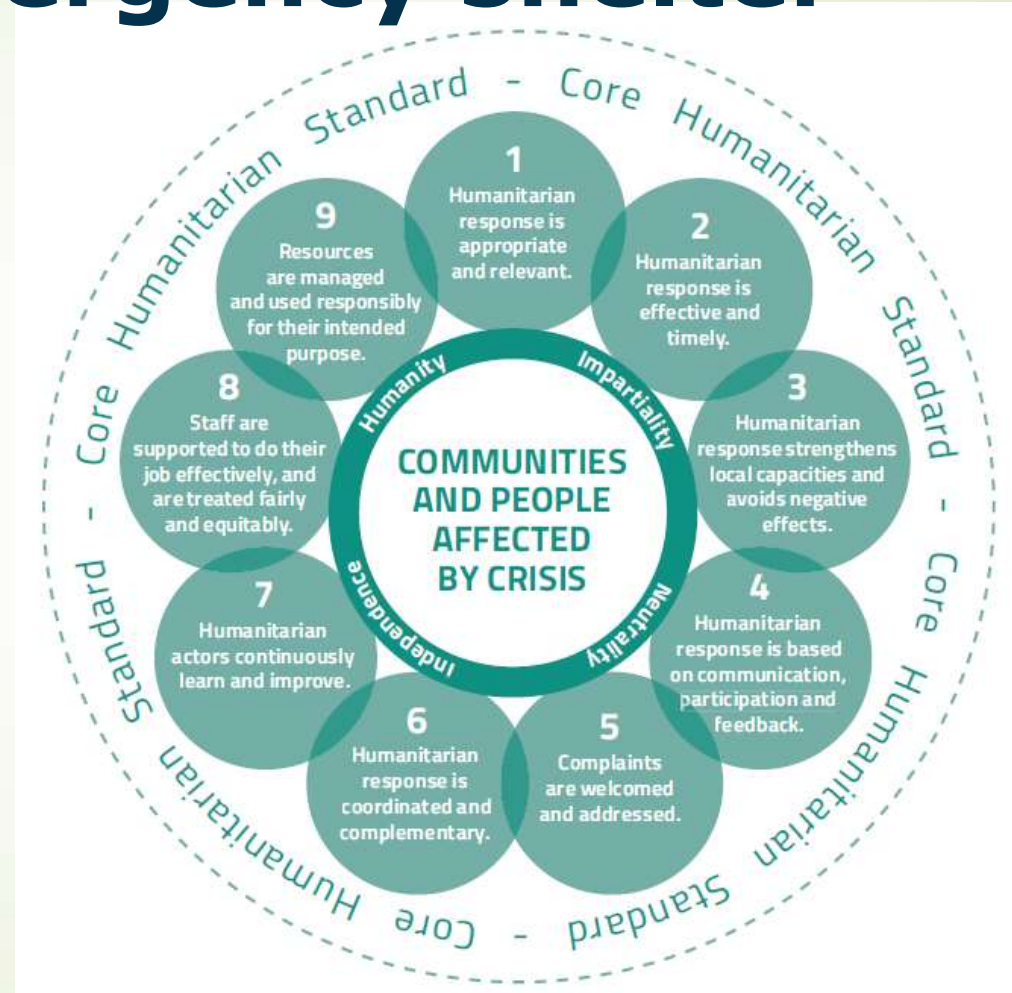 ergency Shelter
Core Humanitarian Standard - Core Humanitarian Standard - Core Humanitarian Standard - Core Humanitarian Standard -
1
Humanitarian
response is
appropriate
and relevant.
2
Humanitarian
response is
effective and
timely.
3
Humanitarian
response strengthens
local capacities and
avoids negative
effects.
4
Humanitarian
response is based
on communication,
participation and
feedback.
5
Complaints
are welcomed
and addressed.
6
Humanitarian
response is
coordinated and
complementary.
7
Humanitarian
actors continuously
learn and improve.
8
Staff are
supported to do their
job effectively, and
are treated fairly
and equitably.
9
Resources
are managed
and used responsibly
for their intended
purpose.
Humanity
Impartiality
Neutrality
Independence
COMMUNITIES
AND PEOPLE
AFFECTED
BY CRISIS